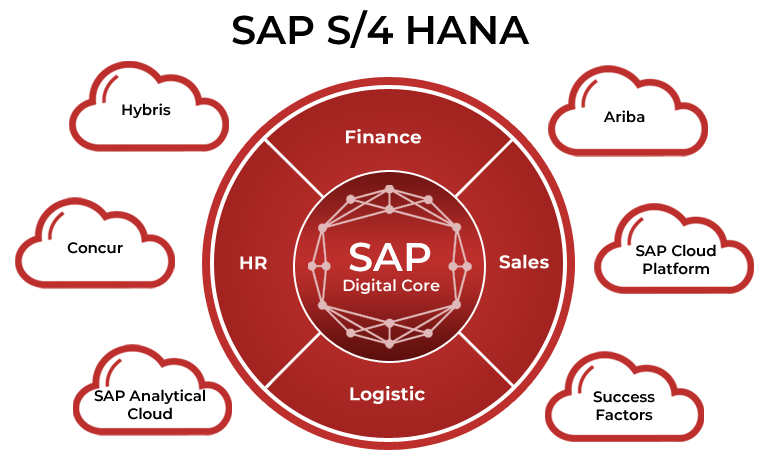 SAP S/4 HANA
Hybris
Ariba
Finance
Concur
HR
SAP
Digital Core
Sales
SAP Cloud
Platform
SAP Analytical
Cloud
Logistic
Success
Factors